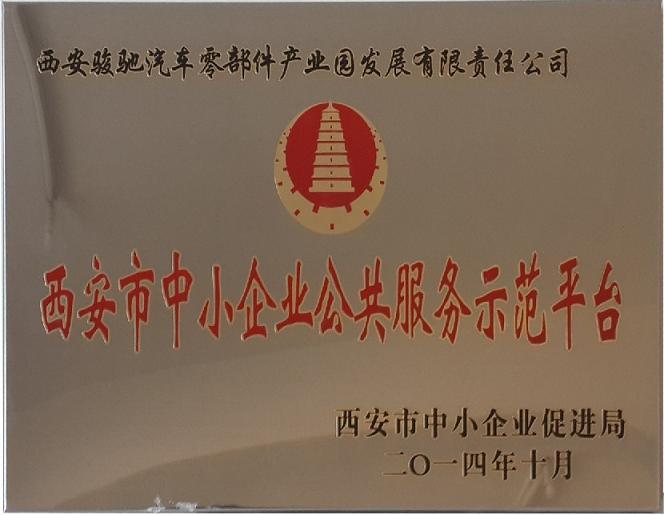 西安骏驰汽车零部件产业园发展有限责任公司
西安市中小企业公共服务示范平台
西安市中小企业促进局
二〇一四年十月